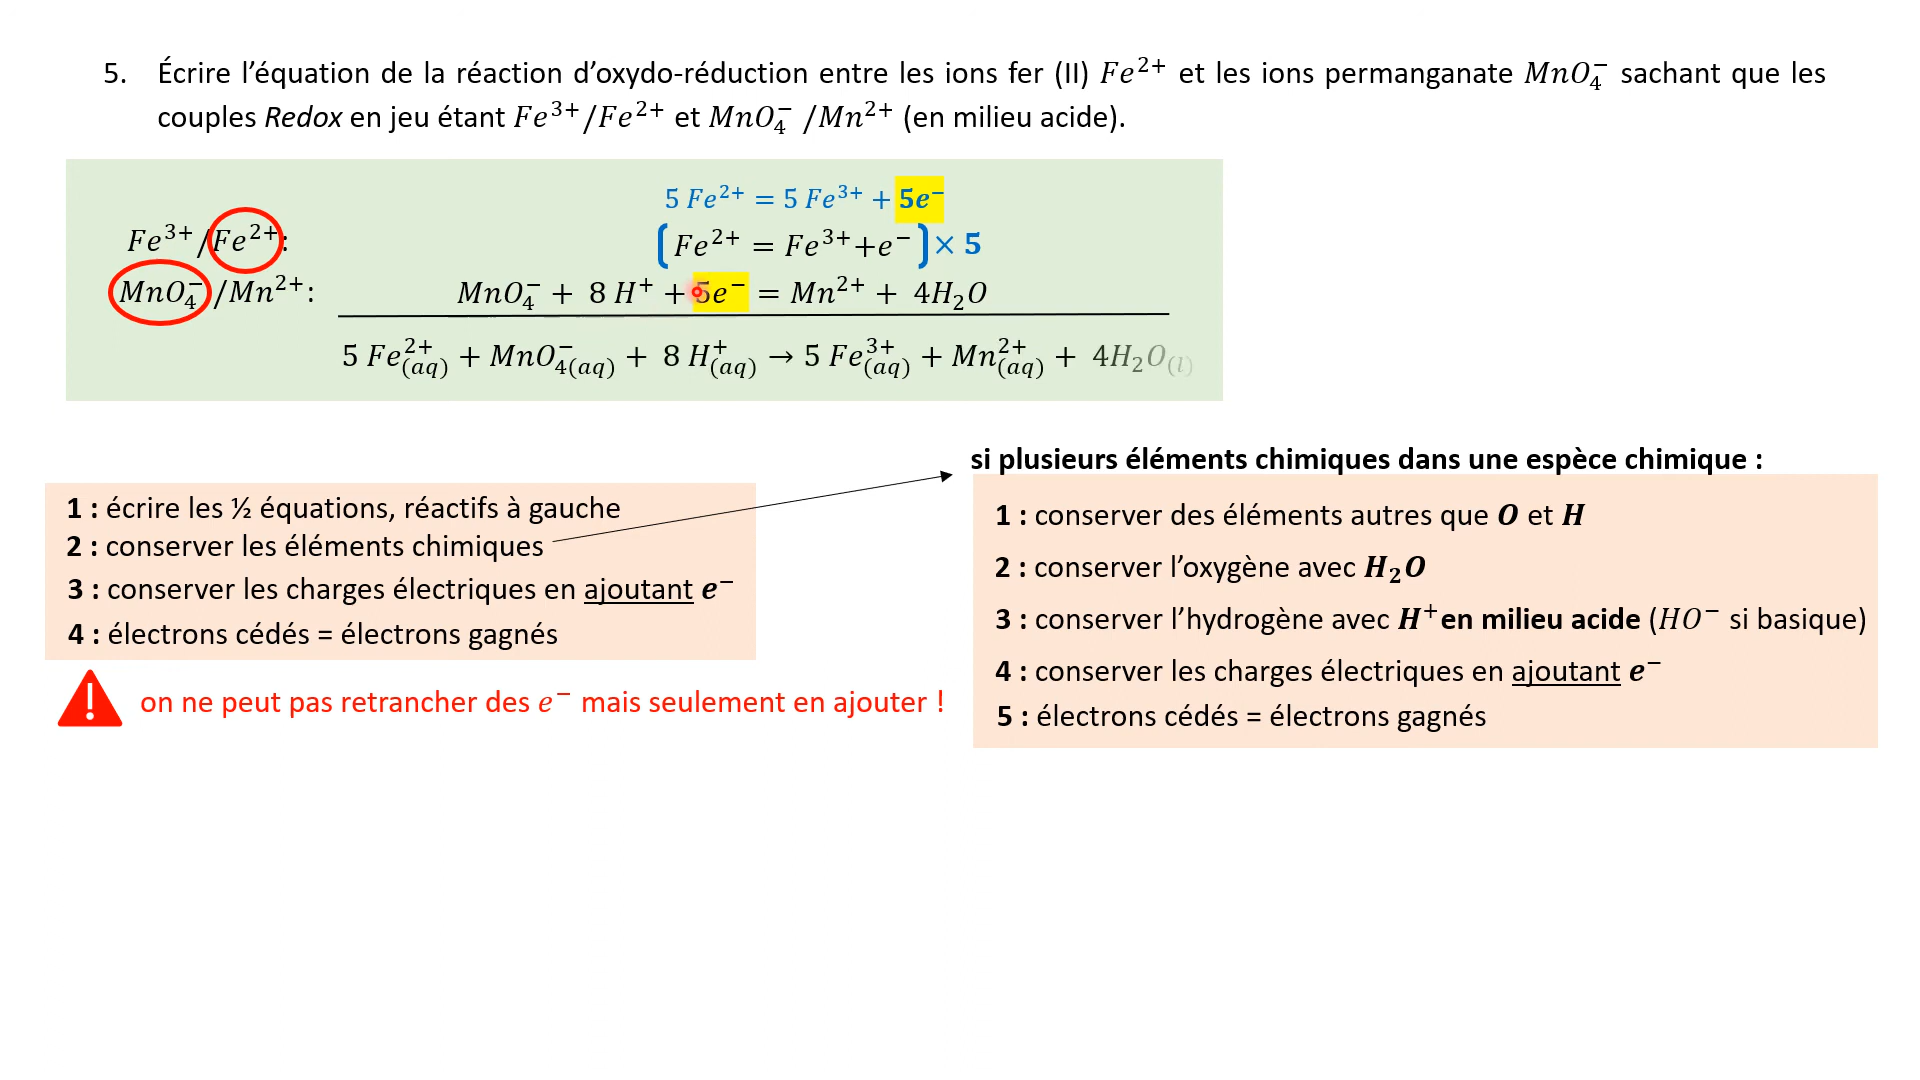 5. Écrire l’équation de la réaction d’oxydo-réduction entre les ions fer (II) Fe²⁺ et les ions permanganate MnO₄⁻ sachant que les
couples Redox en jeu étant Fe³⁺/Fe²⁺ et MnO₄⁻ /Mn²⁺ (en milieu acide).
5 Fe²⁺ = 5 Fe³⁺ + 5e⁻
Fe³⁺/Fe²⁺: (Fe²⁺ = Fe³⁺+e⁻) × 5
MnO₄⁻ /Mn²⁺: MnO₄⁻ + 8 H⁺ + 5e⁻ = Mn²⁺ + 4H₂O
5 Fe²⁺(aq) + MnO₄⁻(aq) + 8 H⁺(aq) → 5 Fe³⁺(aq) + Mn²⁺(aq) + 4H₂O(l)
1 : écrire les ½ équations, réactifs à gauche
2 : conserver les éléments chimiques
3 : conserver les charges électriques en ajoutant e⁻
4 : électrons cédés = électrons gagnés
! on ne peut pas retrancher des e⁻ mais seulement en ajouter !
si plusieurs éléments chimiques dans une espèce chimique :
1 : conserver des éléments autres que O et H
2 : conserver l’oxygène avec H₂O
3 : conserver l’hydrogène avec H⁺ en milieu acide (HO⁻ si basique)
4 : conserver les charges électriques en ajoutant e⁻
5 : électrons cédés = électrons gagnés